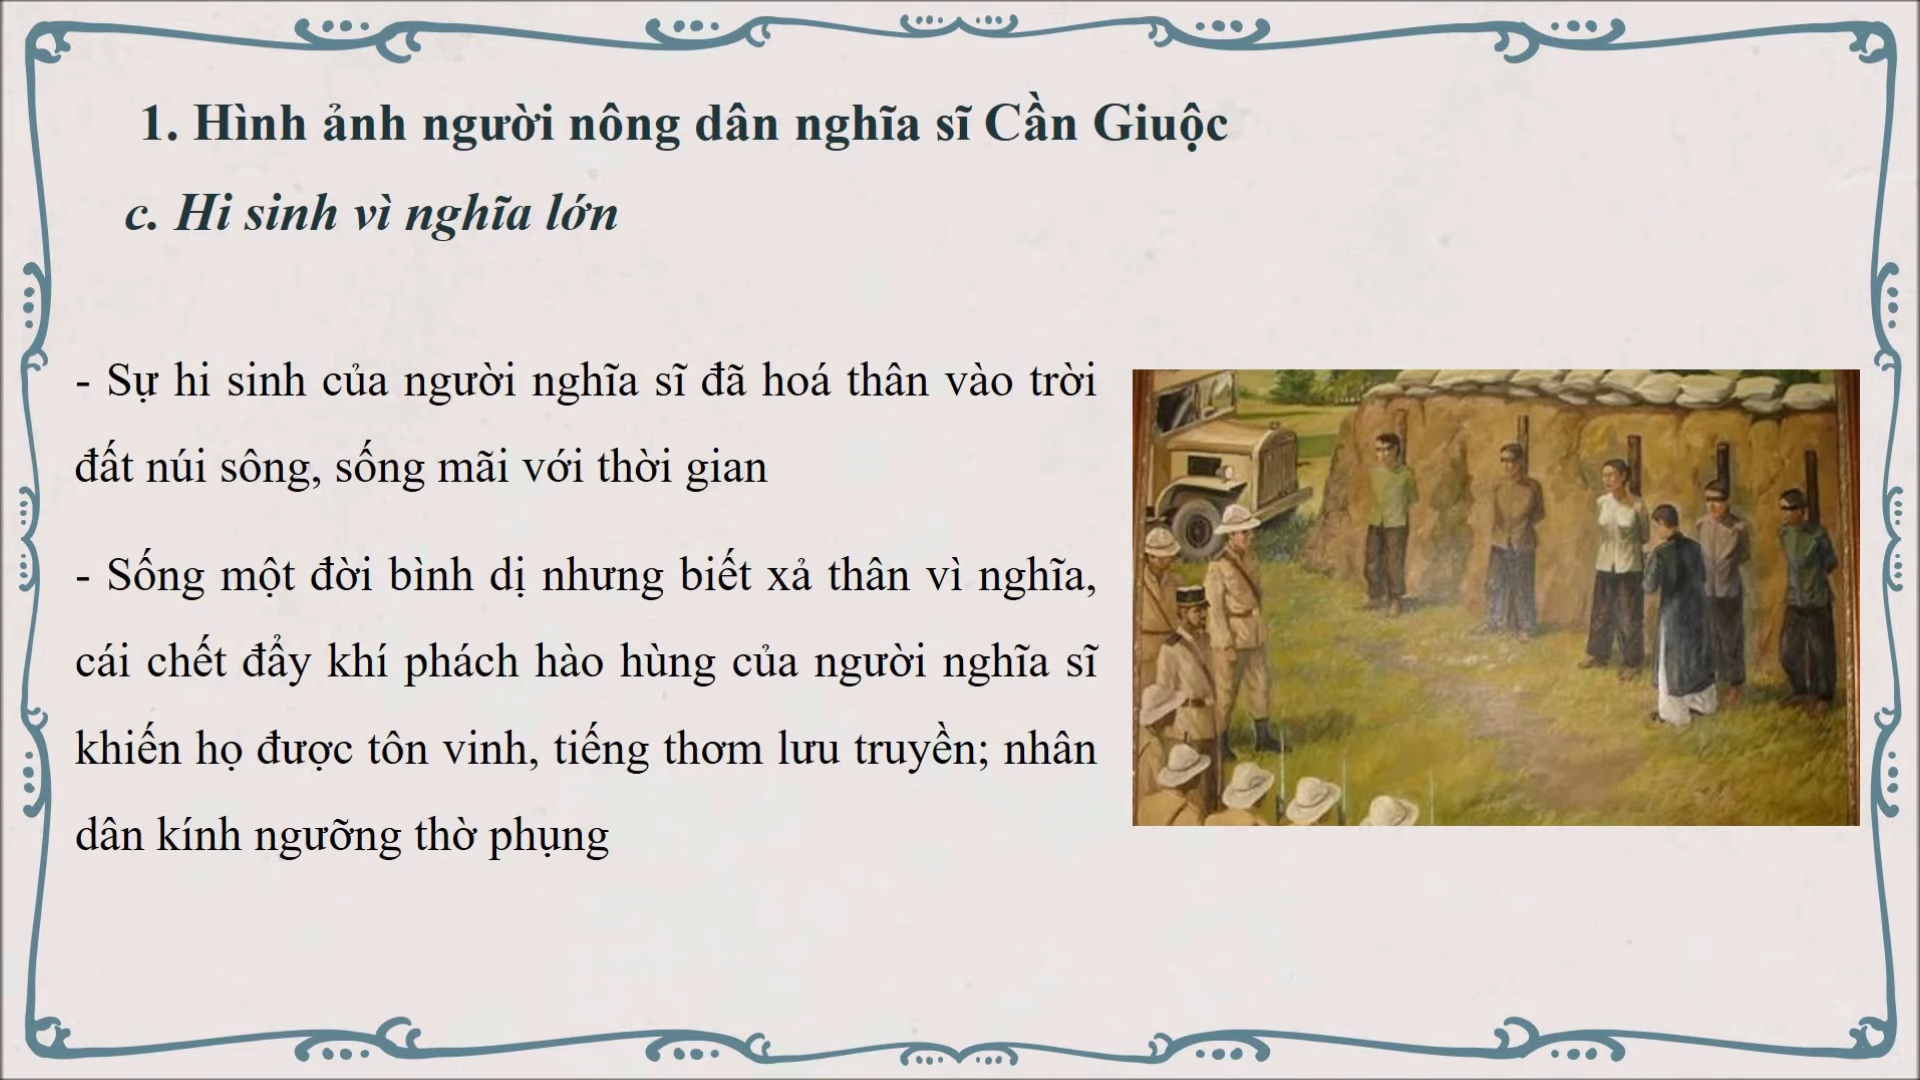 1. Hình ảnh người nông dân nghĩa sĩ Cần Giuộc
c. Hi sinh vì nghĩa lớn
- Sự hi sinh của người nghĩa sĩ đã hoá thân vào trời
đất núi sông, sống mãi với thời gian
- Sống một đời bình dị nhưng biết xả thân vì nghĩa,
cái chết đẩy khí phách hào hùng của người nghĩa sĩ
khiến họ được tôn vinh, tiếng thơm lưu truyền; nhân
dân kính ngưỡng thờ phụng